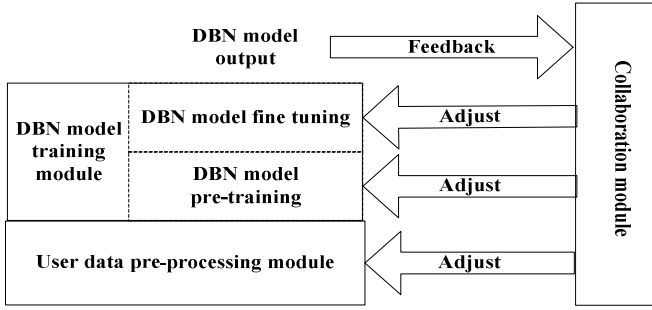 DBN model
output
Feedback
DBN model
training
module
DBN model fine tuning
Adjust
DBN model
pre-training
Adjust
User data pre-processing module
Adjust
Collaboration module